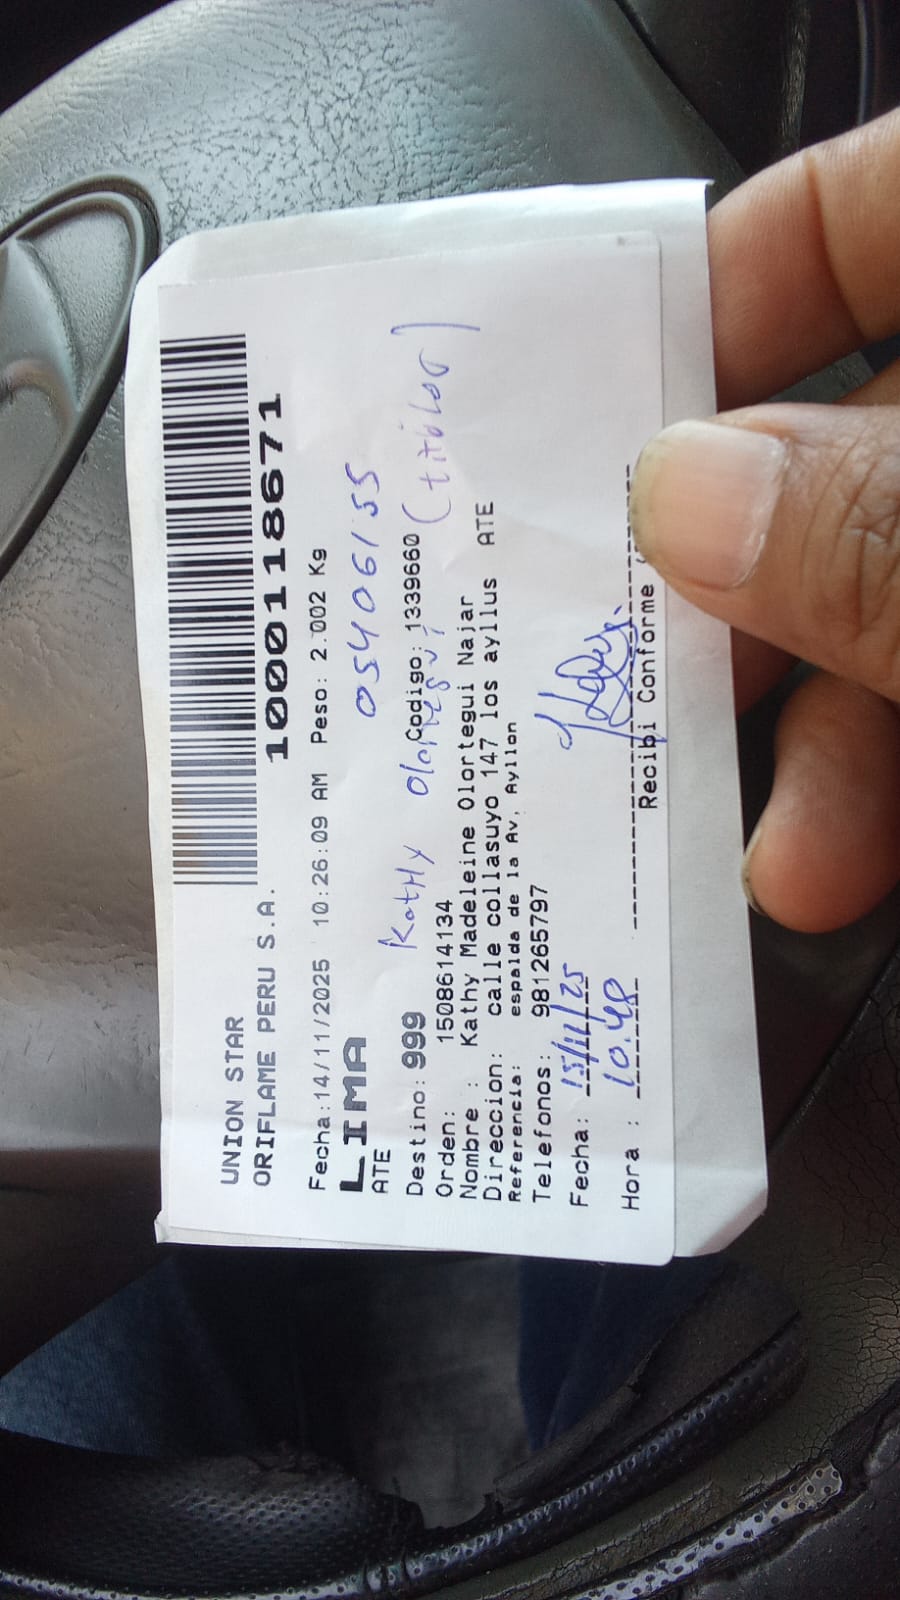 UNION STAR
ORIFLAME PERU S.A.
1000118671
Fecha:14/11/2025 10:26:09 AM Peso: 2.002 Kg
LIMA
ATE
05406155
Destino: 999 Codigo: 1339660
Kathy Olortegui (titular)
Orden: 1508614134
Nombre : Kathy Madeleine Olortegui Najar
Direccion: calle collasuyo 147 los ayllus ATE
Referencia: espalda de la Av, Ayllon
Telefonos: 981265797
Fecha: 15/11/25
Hora : 10.48
Recibi Conforme